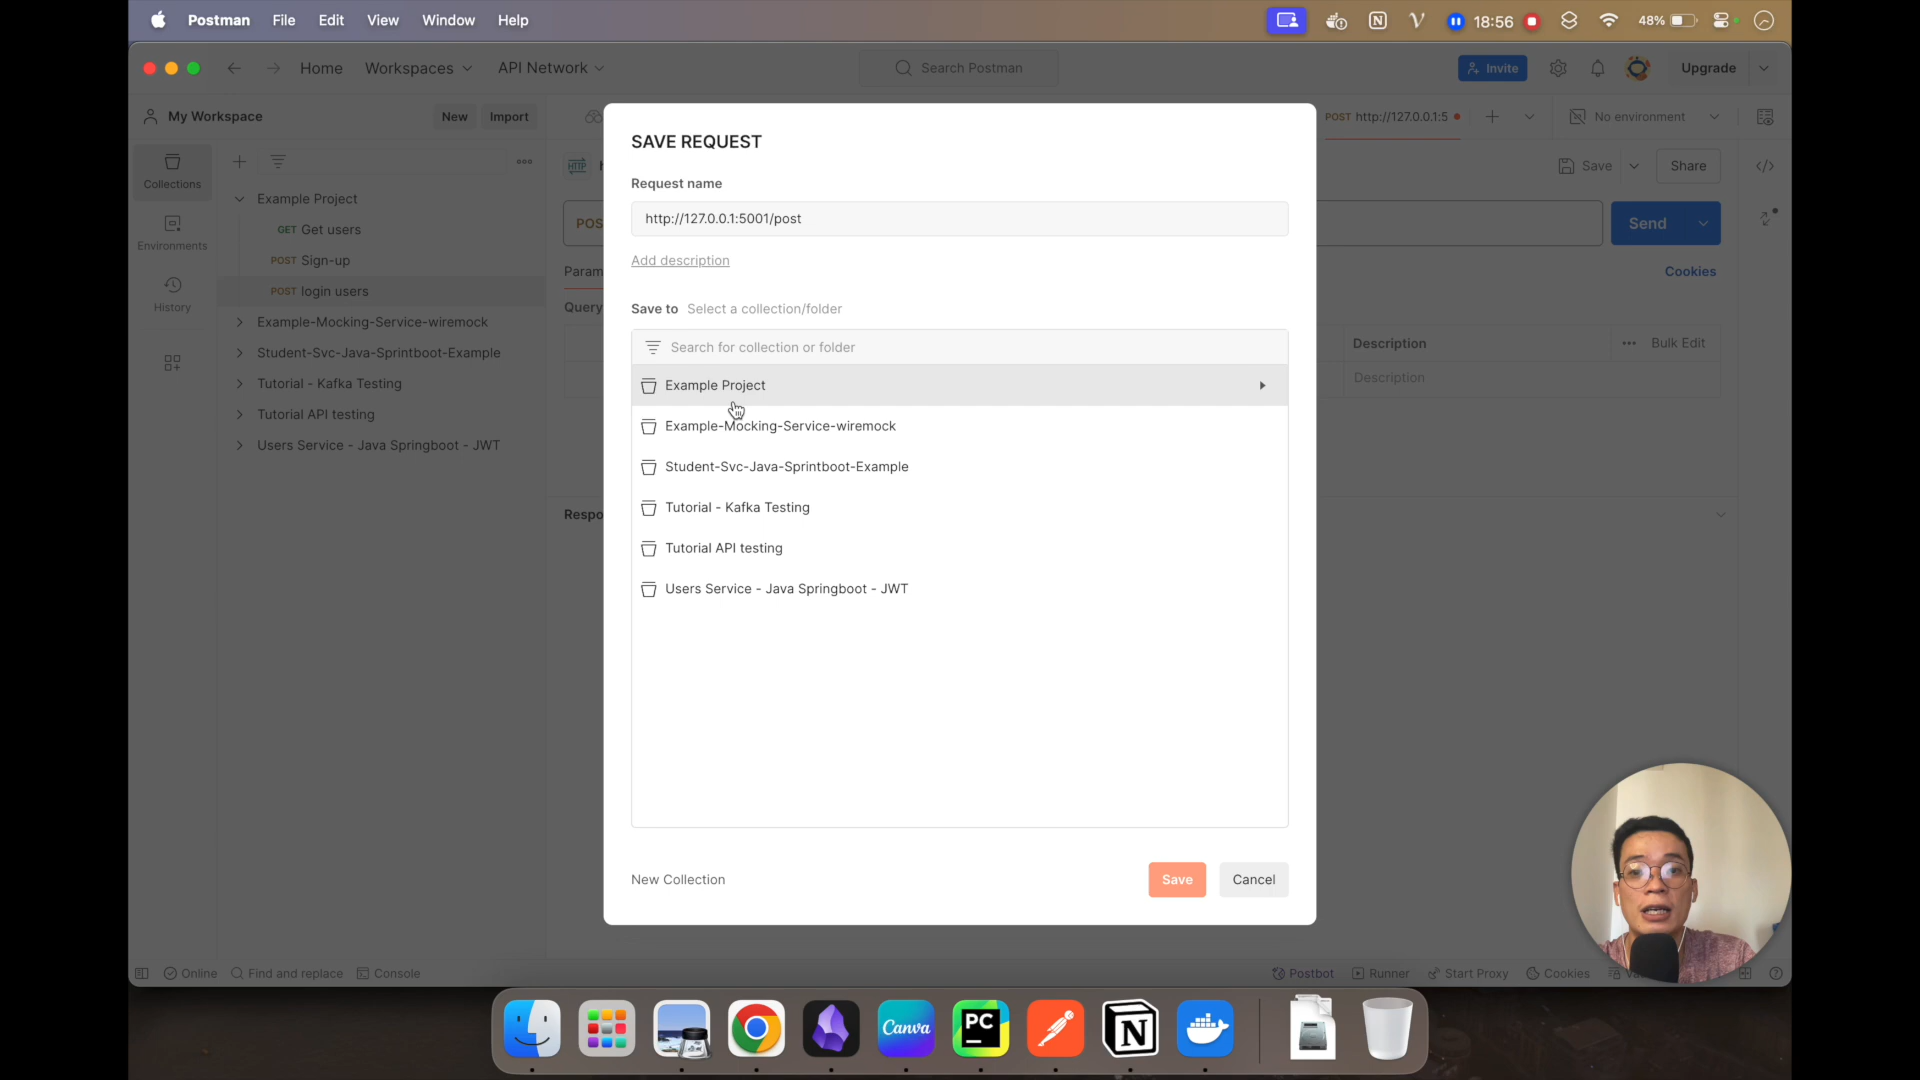 Postman File Edit View Window Help 18:56 48%
Home Workspaces API Network Search Postman Invite Upgrade
My Workspace New Import POST http://127.0.0.1:5 No environment
Collections
Environments
History
Example Project
GET Get users
POST Sign-up
POST login users
Example-Mocking-Service-wiremock
Student-Svc-Java-Sprintboot-Example
Tutorial - Kafka Testing
Tutorial API testing
Users Service - Java Springboot - JWT
HTTP
Save Share
POS
Send
Param
Cookies
Query
Description
Bulk Edit
Description
Respo
SAVE REQUEST
Request name
http://127.0.0.1:5001/post
Add description
Save to Select a collection/folder
Search for collection or folder
Example Project
Example-Mocking-Service-wiremock
Student-Svc-Java-Sprintboot-Example
Tutorial - Kafka Testing
Tutorial API testing
Users Service - Java Springboot - JWT
New Collection Save Cancel
Online Find and replace Console Postbot Runner Start Proxy Cookies
Canva
PC
N